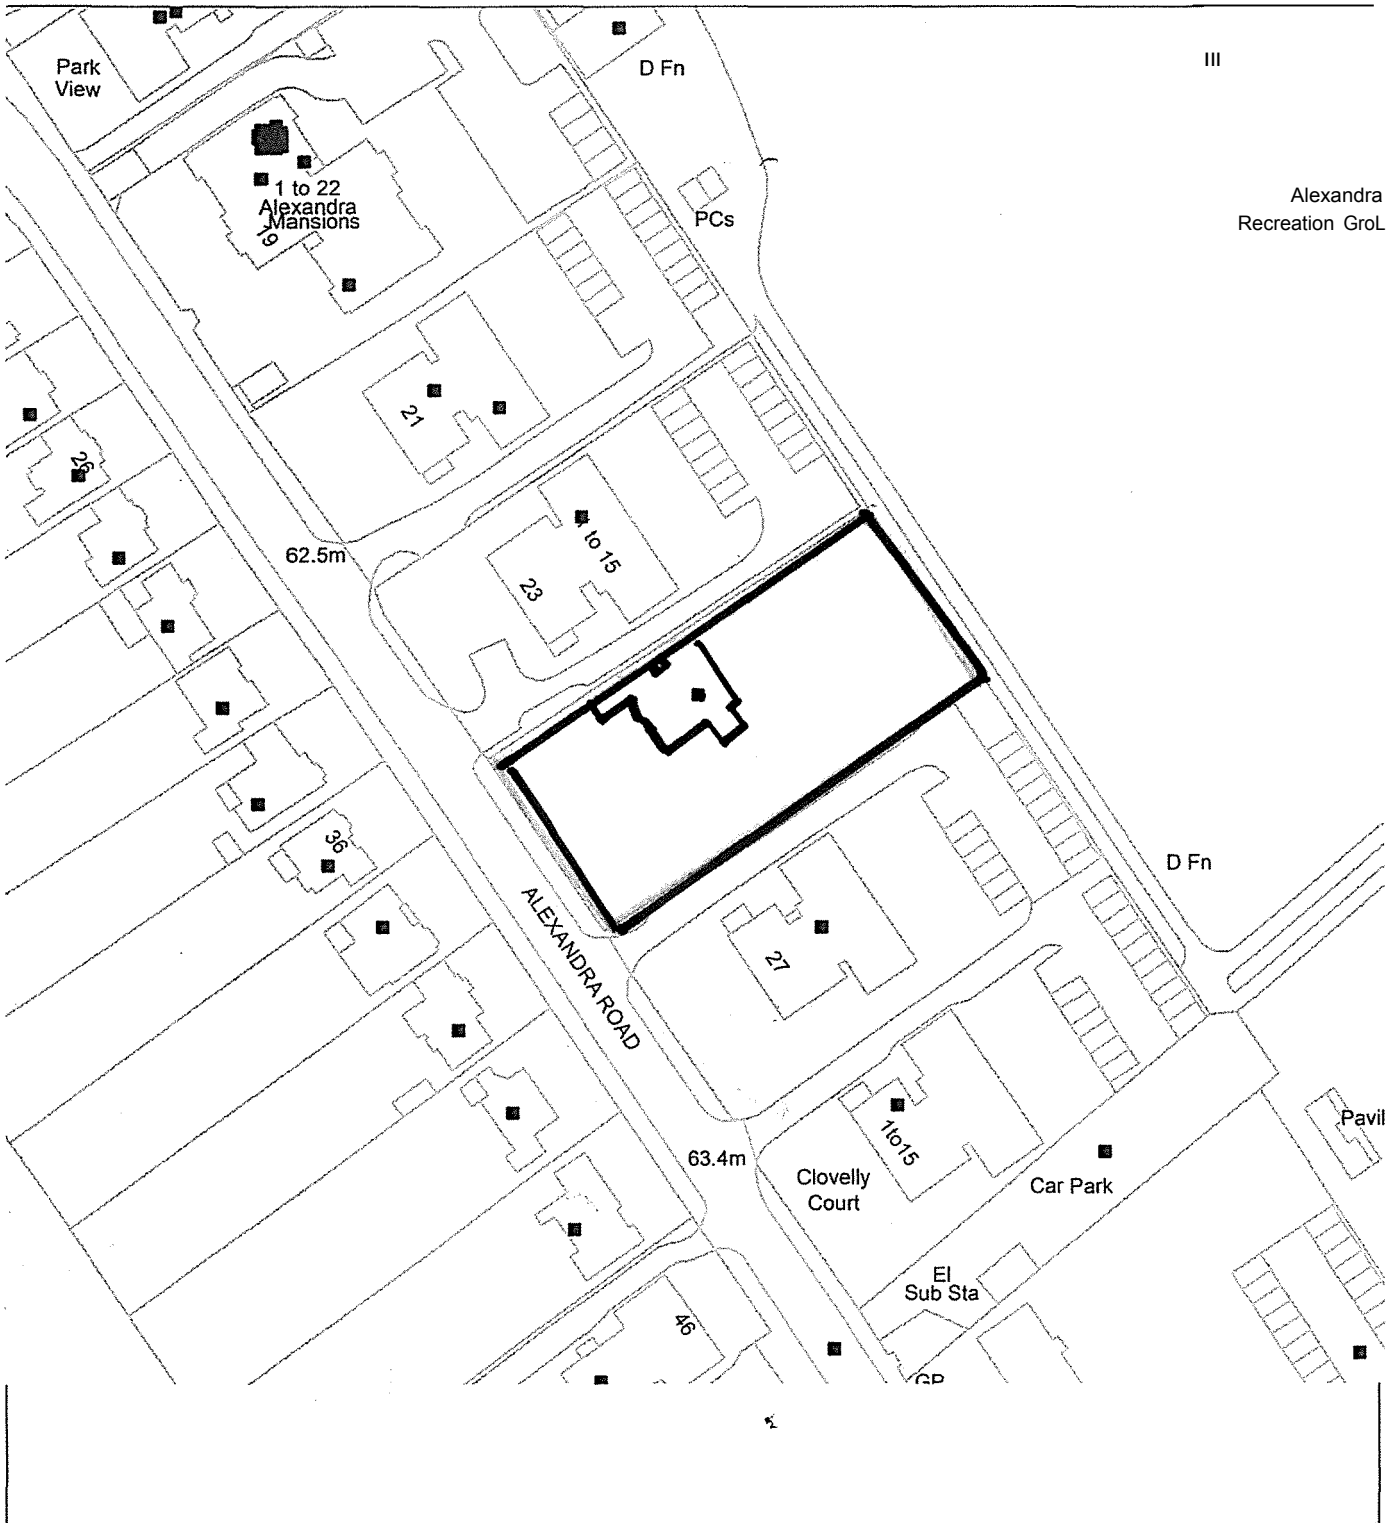 III
Park
View
D Fn
1 to 22
Alexandra
Mansions
19
PCs
Alexandra
Recreation Gro
21
26
62.5m
1 to 15
23
36
ALEXANDRA ROAD
27
D Fn
1to15
63.4m
Clovelly
Court
Car Park
Pavil
El
Sub Sta
46
GP